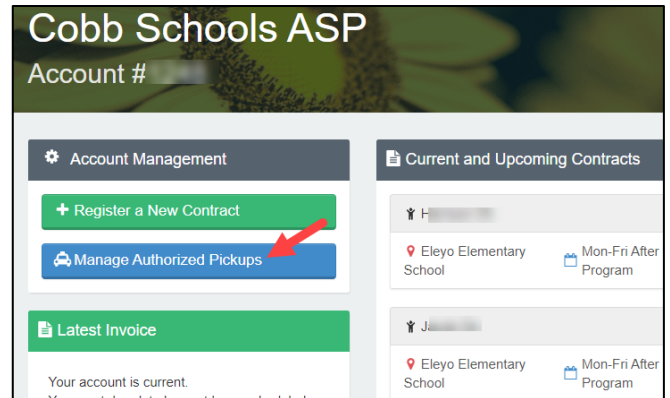 Cobb Schools ASP
Account #
Account Management
+ Register a New Contract
Manage Authorized Pickups
Latest Invoice
Your account is current.
Current and Upcoming Contracts
H
Eleyo Elementary
School
Mon-Fri After
Program
J
Eleyo Elementary
School
Mon-Fri After
Program